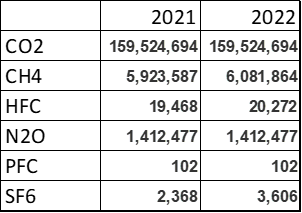 2021 2022
CO2 159,524,694 159,524,694
CH4 5,923,587 6,081,864
HFC 19,468 20,272
N2O 1,412,477 1,412,477
PFC 102 102
SF6 2,368 3,606